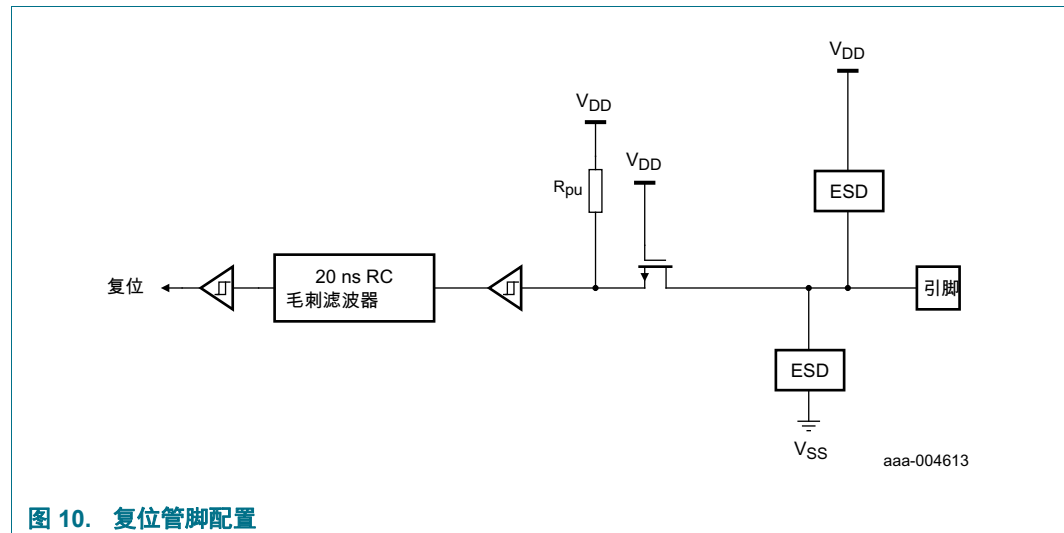 VDD
VDD
VDD
Rpu
ESD
复位
20 ns RC
毛刺滤波器
引脚
ESD
VSS
aaa-004613
图 10. 复位管脚配置